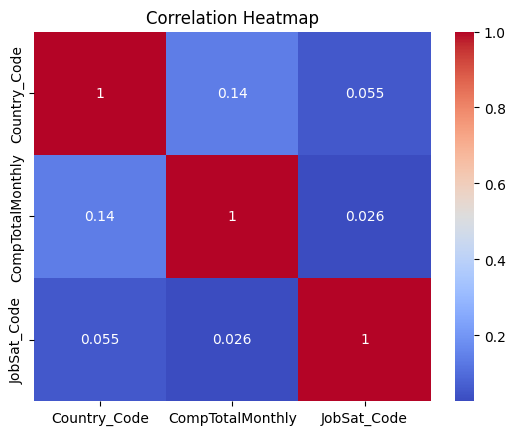 Correlation Heatmap
Country_Code
1
0.14
0.055
CompTotalMonthly
0.14
1
0.026
JobSat_Code
0.055
0.026
1
Country_Code
CompTotalMonthly
JobSat_Code
1.0
0.8
0.6
0.4
0.2